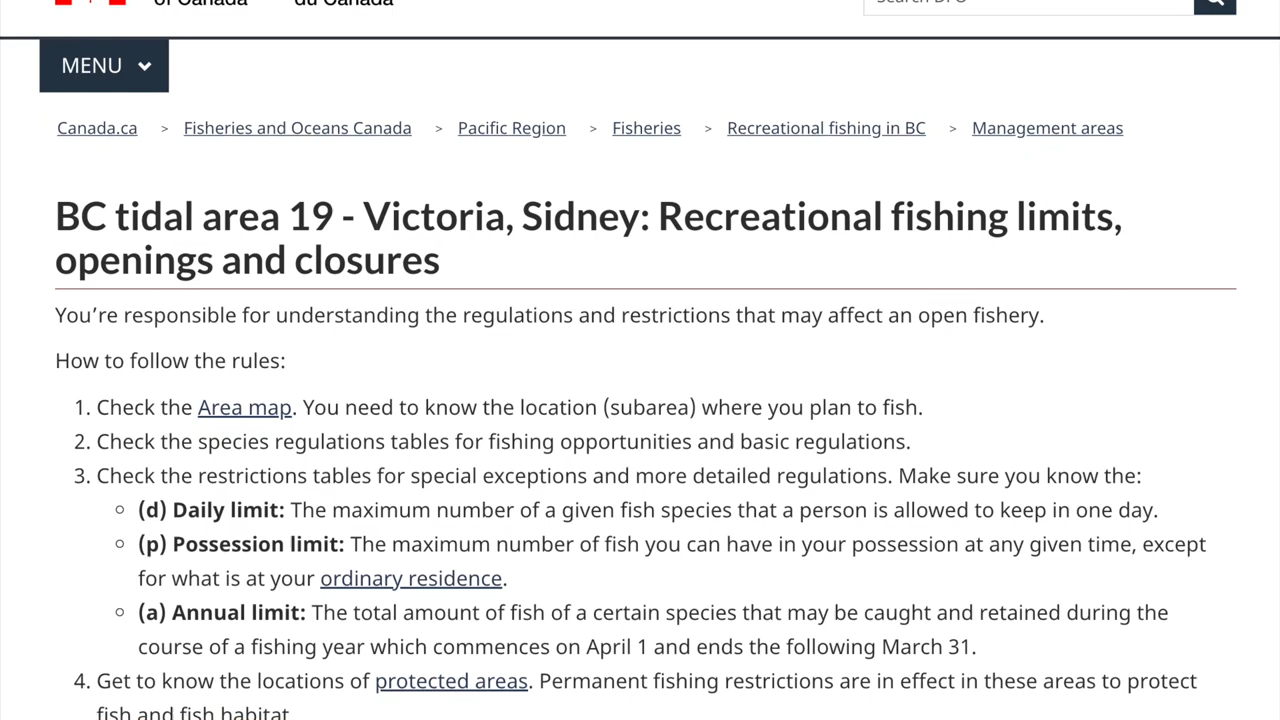 of Canada du Canada
Search DFO
MENU
Canada.ca > Fisheries and Oceans Canada > Pacific Region > Fisheries > Recreational fishing in BC > Management areas
BC tidal area 19 - Victoria, Sidney: Recreational fishing limits,
openings and closures
You’re responsible for understanding the regulations and restrictions that may affect an open fishery.
How to follow the rules:
1. Check the Area map. You need to know the location (subarea) where you plan to fish.
2. Check the species regulations tables for fishing opportunities and basic regulations.
3. Check the restrictions tables for special exceptions and more detailed regulations. Make sure you know the:
(d) Daily limit: The maximum number of a given fish species that a person is allowed to keep in one day.
(p) Possession limit: The maximum number of fish you can have in your possession at any given time, except
for what is at your ordinary residence.
(a) Annual limit: The total amount of fish of a certain species that may be caught and retained during the
course of a fishing year which commences on April 1 and ends the following March 31.
4. Get to know the locations of protected areas. Permanent fishing restrictions are in effect in these areas to protect
fish and fish habitat.